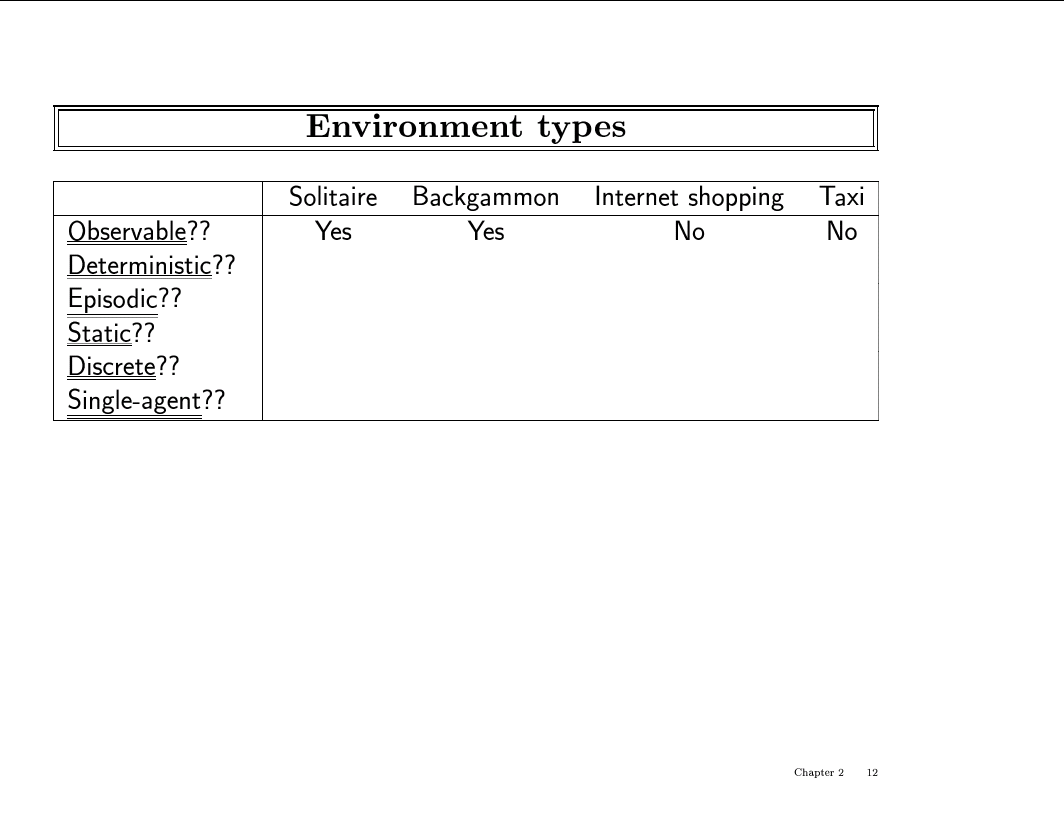 Environment types
Solitaire Backgammon Internet shopping Taxi
Observable?? Yes Yes No No
Deterministic??
Episodic??
Static??
Discrete??
Single-agent??
Chapter 2 12